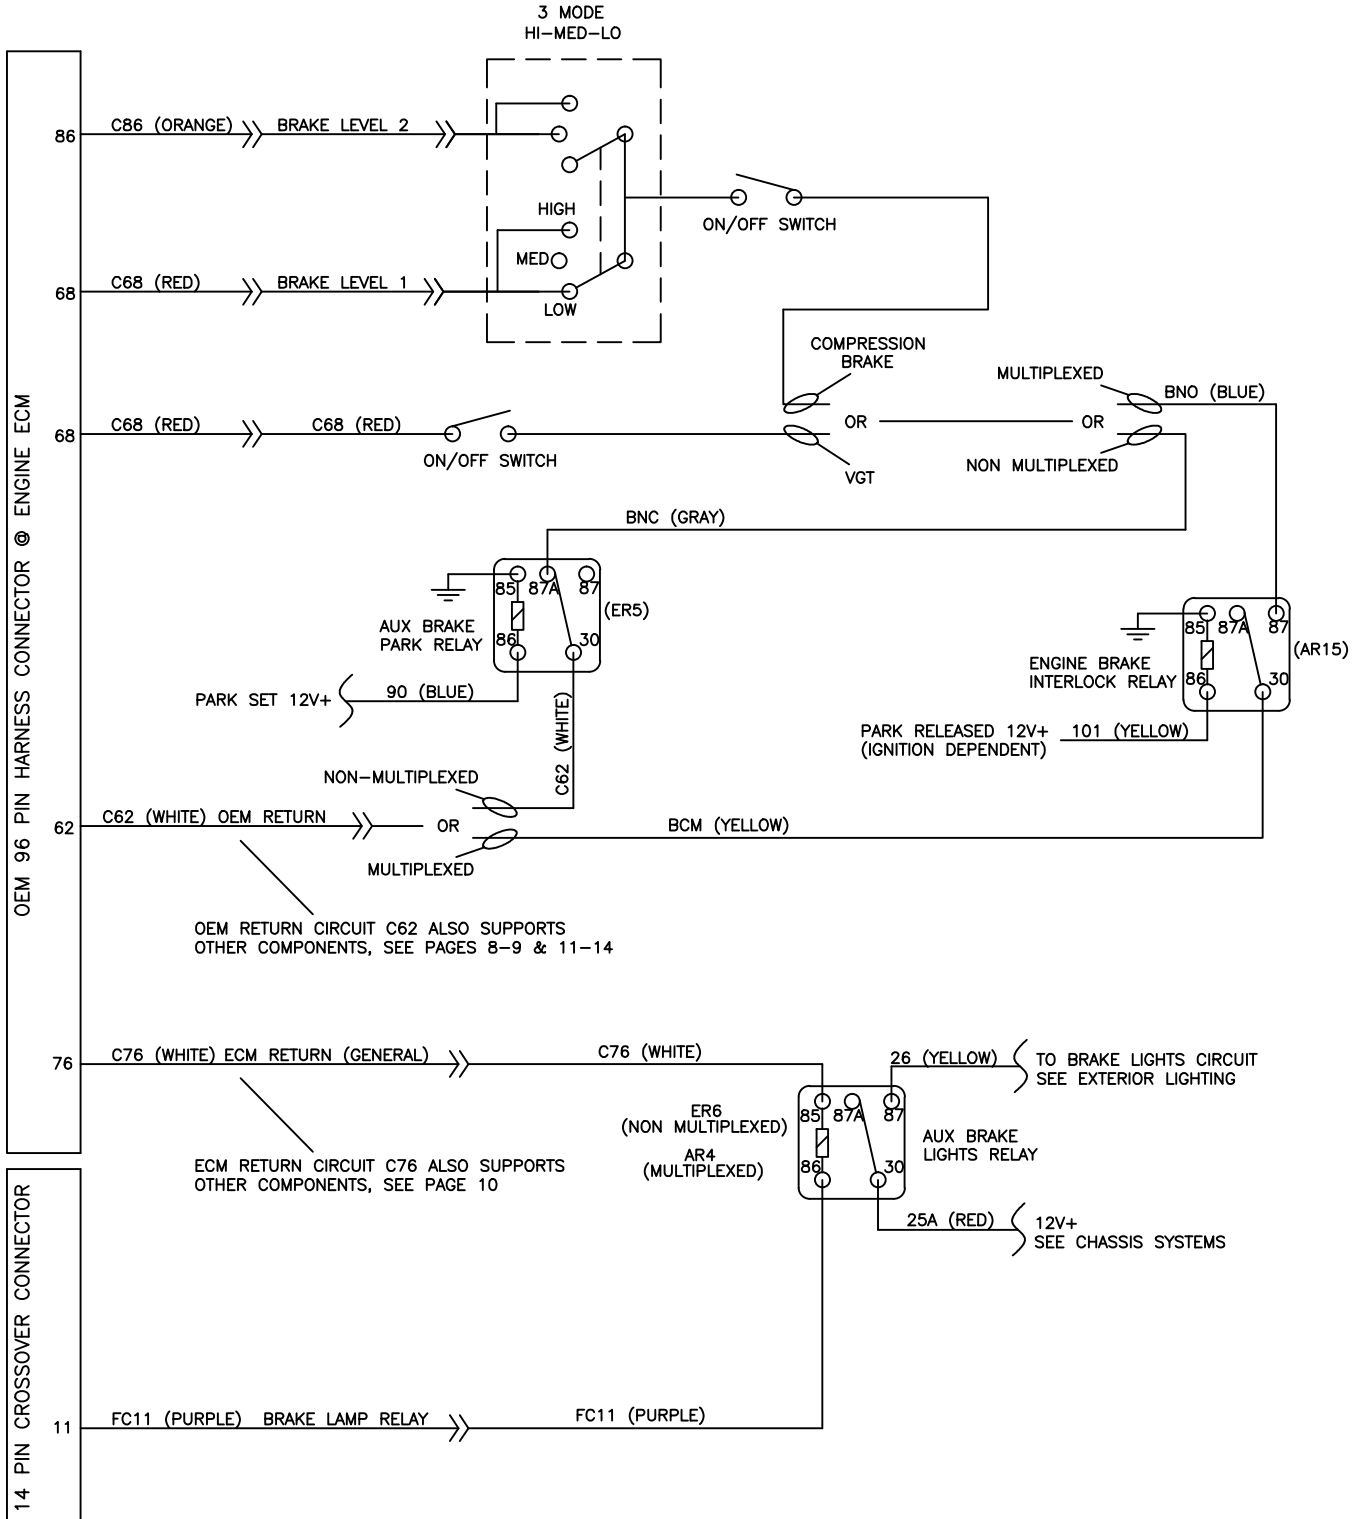 3 MODE
HI-MED-LO
C86 (ORANGE)
BRAKE LEVEL 2
86
HIGH
MED
LOW
ON/OFF SWITCH
C68 (RED)
BRAKE LEVEL 1
68
COMPRESSION
BRAKE
MULTIPLEXED
BNO (BLUE)
C68 (RED)
C68 (RED)
68
ON/OFF SWITCH
OR
OR
VGT
NON MULTIPLEXED
BNC (GRAY)
OEM 96 PIN HARNESS CONNECTOR @ ENGINE ECM
85
87A
87
86
30
(ER5)
AUX BRAKE
PARK RELAY
85
87A
87
86
30
(AR15)
ENGINE BRAKE
INTERLOCK RELAY
PARK SET 12V+
90 (BLUE)
C62 (WHITE)
PARK RELEASED 12V+
(IGNITION DEPENDENT)
101 (YELLOW)
NON-MULTIPLEXED
62
C62 (WHITE) OEM RETURN
OR
BCM (YELLOW)
MULTIPLEXED
OEM RETURN CIRCUIT C62 ALSO SUPPORTS
OTHER COMPONENTS, SEE PAGES 8-9 & 11-14
76
C76 (WHITE) ECM RETURN (GENERAL)
C76 (WHITE)
26 (YELLOW)
TO BRAKE LIGHTS CIRCUIT
SEE EXTERIOR LIGHTING
ER6
(NON MULTIPLEXED)
AR4
(MULTIPLEXED)
85
87A
87
86
30
AUX BRAKE
LIGHTS RELAY
ECM RETURN CIRCUIT C76 ALSO SUPPORTS
OTHER COMPONENTS, SEE PAGE 10
25A (RED)
12V+
SEE CHASSIS SYSTEMS
14 PIN CROSSOVER CONNECTOR
11
FC11 (PURPLE)
BRAKE LAMP RELAY
FC11 (PURPLE)